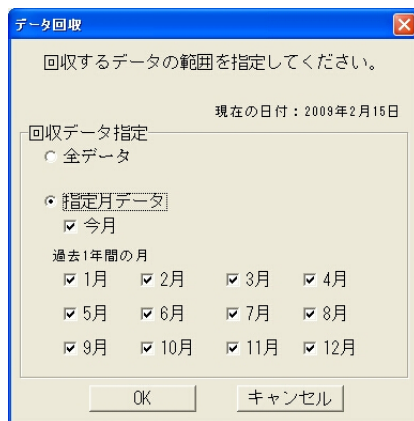 データ回収
回収するデータの範囲を指定してください。
現在の日付：2009年2月15日
回収データ指定
全データ
指定月データ
今月
過去1年間の月
1月 2月 3月 4月
5月 6月 7月 8月
9月 10月 11月 12月
OK キャンセル